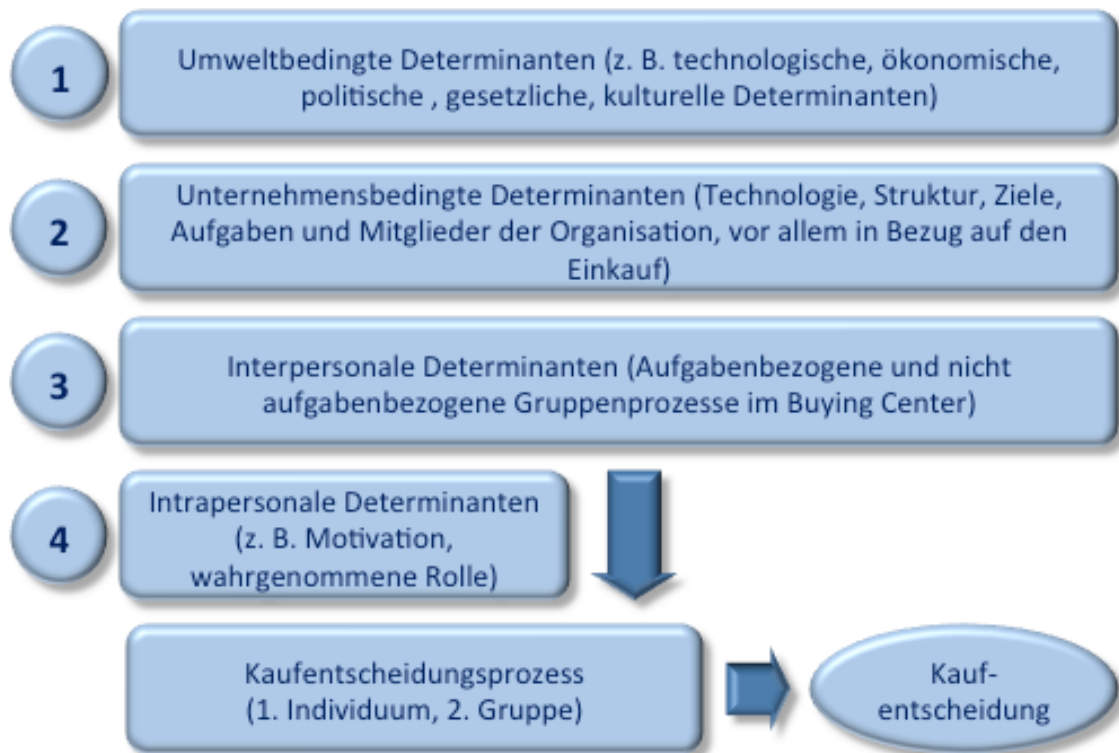 1
Umweltbedingte Determinanten (z. B. technologische, ökonomische,
politische , gesetzliche, kulturelle Determinanten)
2
Unternehmensbedingte Determinanten (Technologie, Struktur, Ziele,
Aufgaben und Mitglieder der Organisation, vor allem in Bezug auf den
Einkauf)
3
Interpersonale Determinanten (Aufgabenbezogene und nicht
aufgabenbezogene Gruppenprozesse im Buying Center)
4
Intrapersonale Determinanten
(z. B. Motivation,
wahrgenommene Rolle)
Kaufentscheidungsprozess
(1. Individuum, 2. Gruppe)
Kauf-
entscheidung